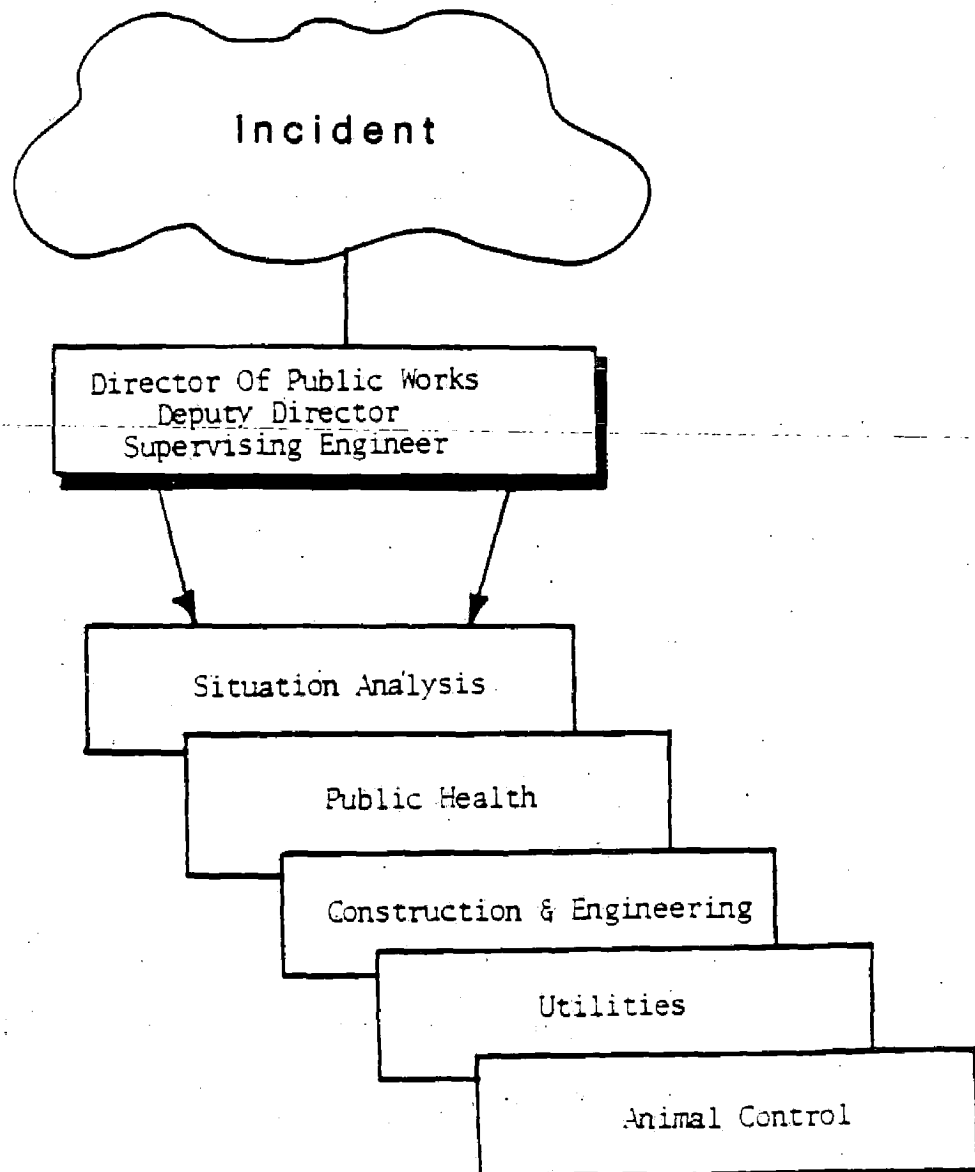 Incident
Director Of Public Works
Deputy Director
Supervising Engineer
Situation Analysis
Public Health
Construction & Engineering
Utilities
Animal Control